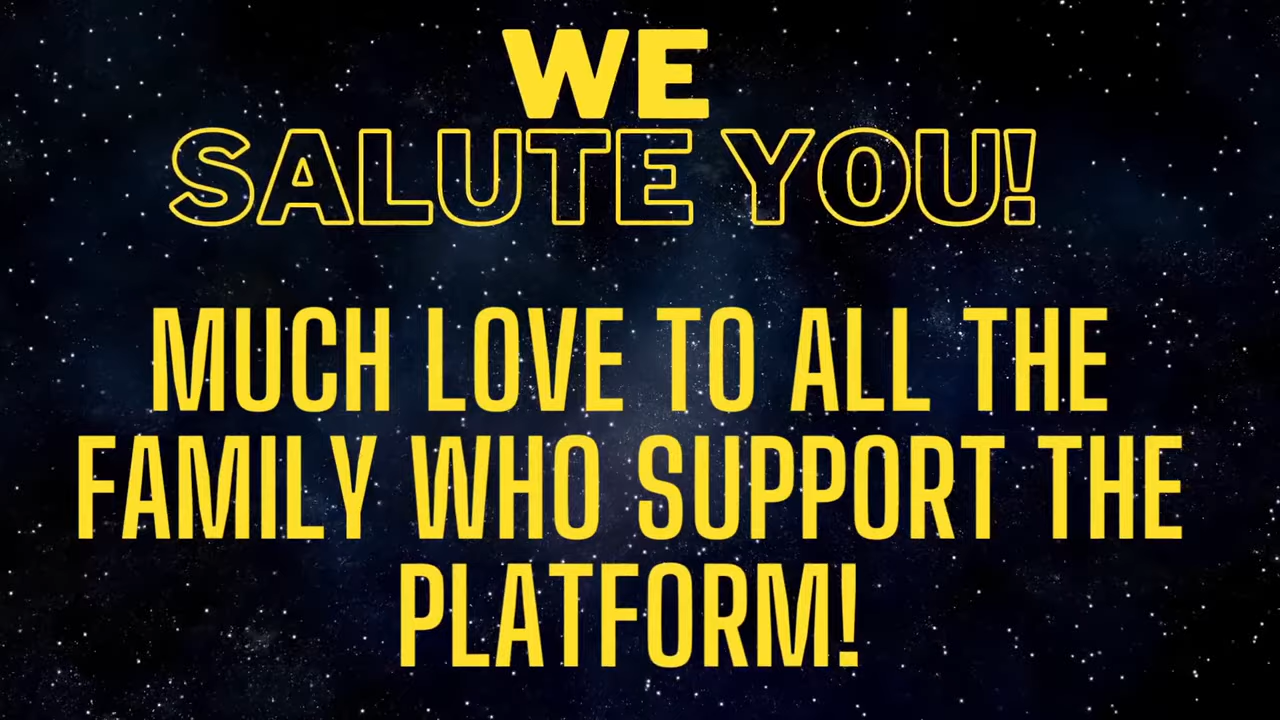 WE
SALUTE YOU!
MUCH LOVE TO ALL THE
FAMILY WHO SUPPORT THE
PLATFORM!